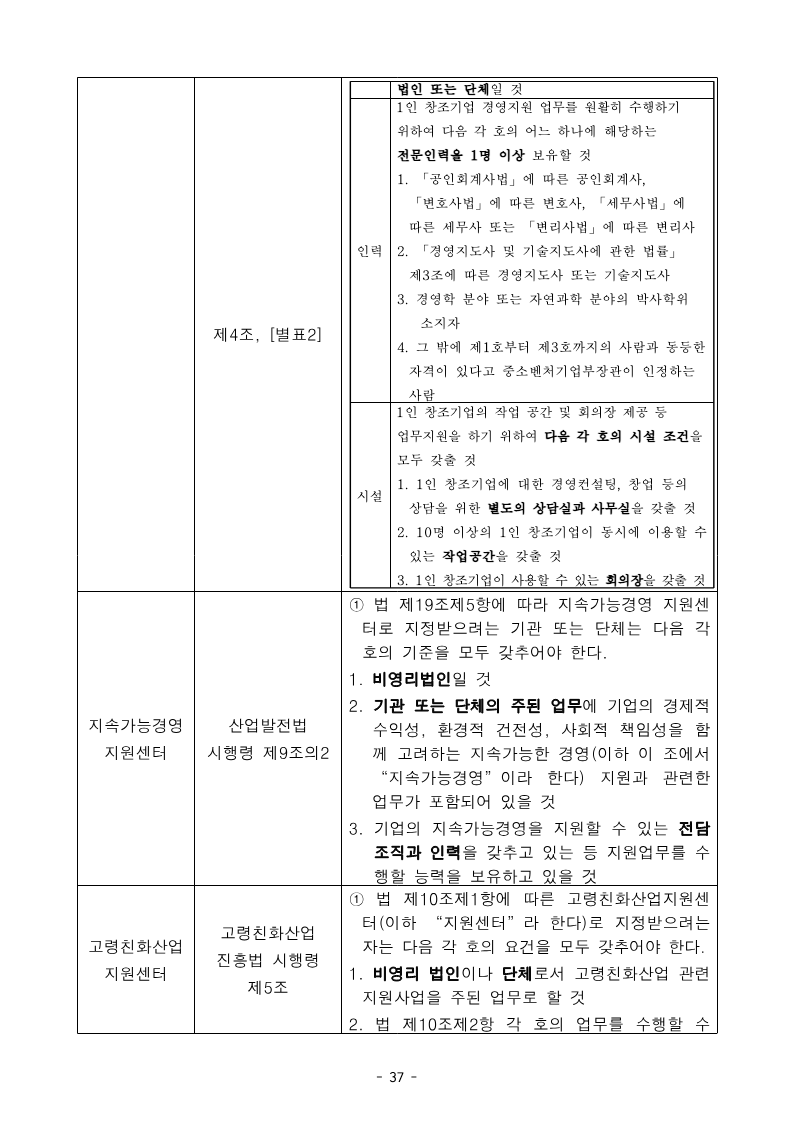 제4조, [별표2]
법인 또는 단체일 것
인력
1인 창조기업 경영지원 업무를 원활히 수행하기
위하여 다음 각 호의 어느 하나에 해당하는
전문인력을 1명 이상 보유할 것
1. 「공인회계사법」에 따른 공인회계사,
「변호사법」에 따른 변호사, 「세무사법」에
따른 세무사 또는 「변리사법」에 따른 변리사
2. 「경영지도사 및 기술지도사에 관한 법률」
제3조에 따른 경영지도사 또는 기술지도사
3. 경영학 분야 또는 자연과학 분야의 박사학위
소지자
4. 그 밖에 제1호부터 제3호까지의 사람과 동등한
자격이 있다고 중소벤처기업부장관이 인정하는
사람
시설
1인 창조기업의 작업 공간 및 회의장 제공 등
업무지원을 하기 위하여 다음 각 호의 시설 조건을
모두 갖출 것
1. 1인 창조기업에 대한 경영컨설팅, 창업 등의
상담을 위한 별도의 상담실과 사무실을 갖출 것
2. 10명 이상의 1인 창조기업이 동시에 이용할 수
있는 작업공간을 갖출 것
3. 1인 창조기업이 사용할 수 있는 회의장을 갖출 것
지속가능경영
지원센터
산업발전법
시행령 제9조의2
① 법 제19조제5항에 따라 지속가능경영 지원센
터로 지정받으려는 기관 또는 단체는 다음 각
호의 기준을 모두 갖추어야 한다.
1. 비영리법인일 것
2. 기관 또는 단체의 주된 업무에 기업의 경제적
수익성, 환경적 건전성, 사회적 책임성을 함
께 고려하는 지속가능한 경영(이하 이 조에서
“지속가능경영”이라 한다) 지원과 관련한
업무가 포함되어 있을 것
3. 기업의 지속가능경영을 지원할 수 있는 전담
조직과 인력을 갖추고 있는 등 지원업무를 수
행할 능력을 보유하고 있을 것
고령친화산업
지원센터
고령친화산업
진흥법 시행령
제5조
① 법 제10조제1항에 따른 고령친화산업지원센
터(이하 “지원센터”라 한다)로 지정받으려는
자는 다음 각 호의 요건을 모두 갖추어야 한다.
1. 비영리 법인이나 단체로서 고령친화산업 관련
지원사업을 주된 업무로 할 것
2. 법 제10조제2항 각 호의 업무를 수행할 수
- 37 -